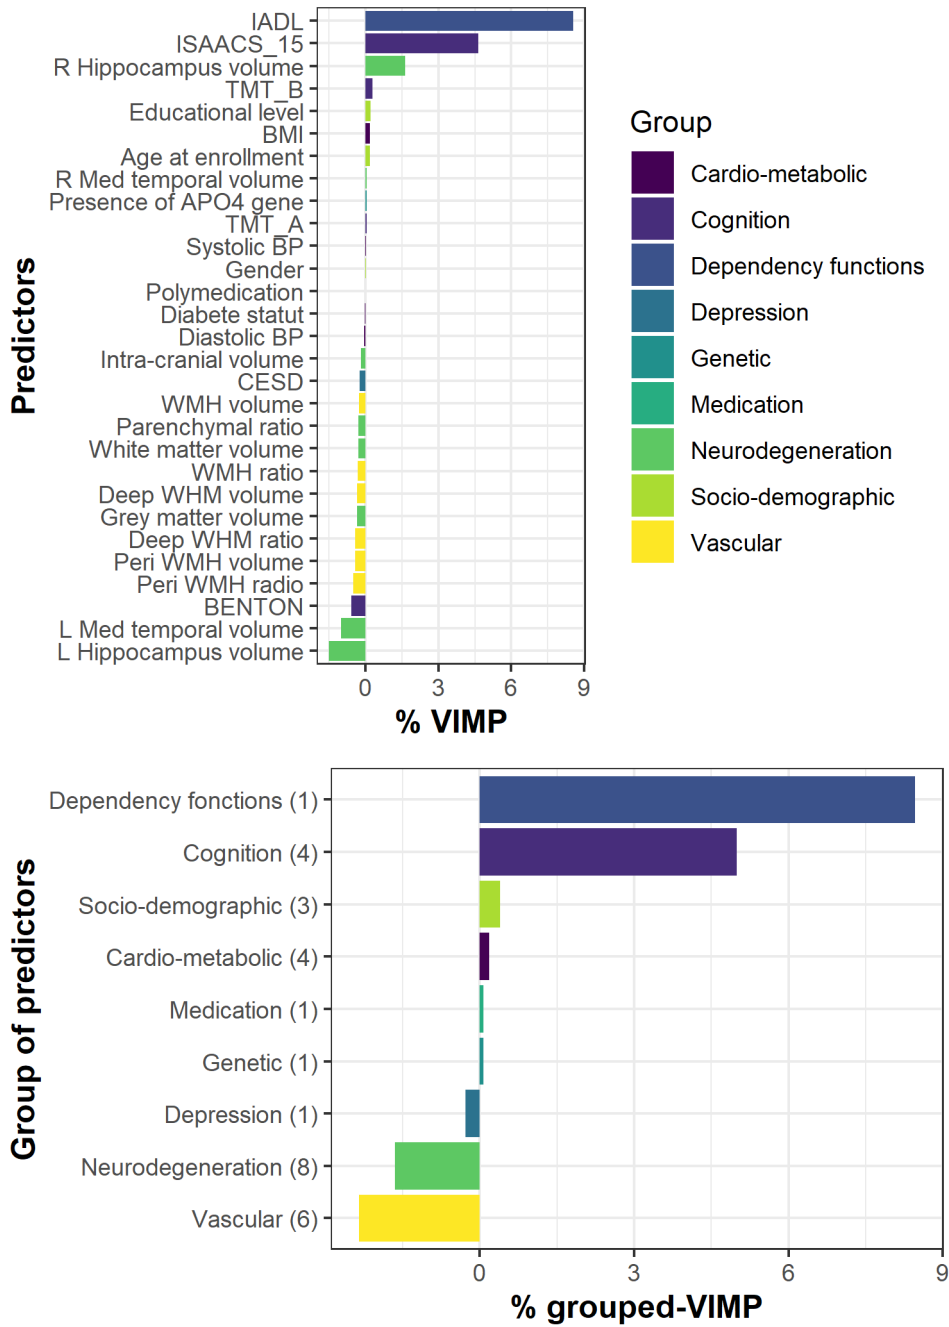 Predictors
IADL
ISAACS_15
R Hippocampus volume
TMT_B
Educational level
BMI
Age at enrollment
R Med temporal volume
Presence of APO4 gene
TMT_A
Systolic BP
Gender
Polymedication
Diabete statut
Diastolic BP
Intra-cranial volume
CESD
WMH volume
Parenchymal ratio
White matter volume
WMH ratio
Deep WHM volume
Grey matter volume
Deep WHM ratio
Peri WMH volume
Peri WMH radio
BENTON
L Med temporal volume
L Hippocampus volume
0 3 6 9
% VIMP
Group
Cardio-metabolic
Cognition
Dependency functions
Depression
Genetic
Medication
Neurodegeneration
Socio-demographic
Vascular
Group of predictors
Dependency fonctions (1)
Cognition (4)
Socio-demographic (3)
Cardio-metabolic (4)
Medication (1)
Genetic (1)
Depression (1)
Neurodegeneration (8)
Vascular (6)
0 3 6 9
% grouped-VIMP